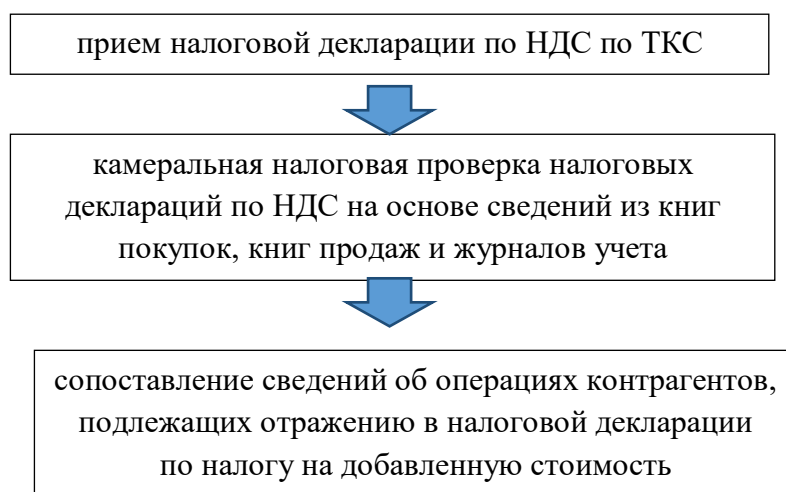 прием налоговой декларации по НДС по ТКС
камеральная налоговая проверка налоговых
деклараций по НДС на основе сведений из книг
покупок, книг продаж и журналов учета
сопоставление сведений об операциях контрагентов,
подлежащих отражению в налоговой декларации
по налогу на добавленную стоимость